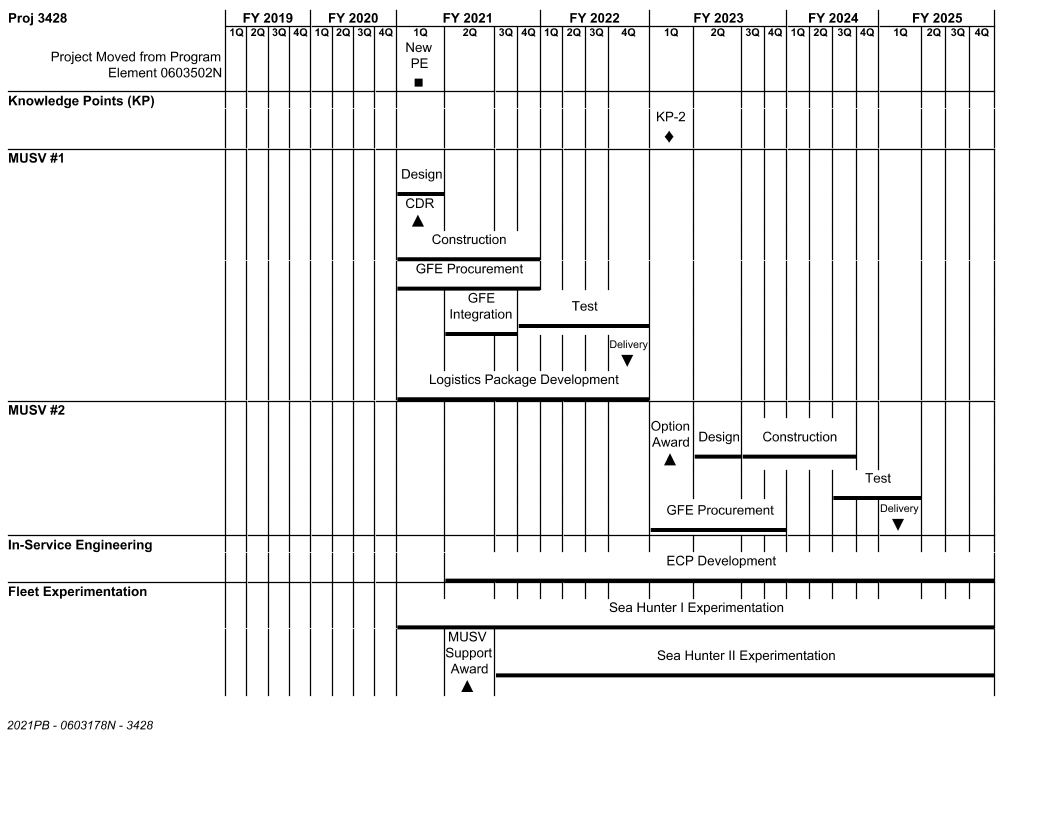 Proj 3428 FY 2019 FY 2020 FY 2021 FY 2022 FY 2023 FY 2024 FY 2025
1Q 2Q 3Q 4Q 1Q 2Q 3Q 4Q 1Q 2Q 3Q 4Q 1Q 2Q 3Q 4Q 1Q 2Q 3Q 4Q 1Q 2Q 3Q 4Q 1Q 2Q 3Q 4Q
Project Moved from Program
Element 0603502N
New
PE
Knowledge Points (KP)
KP-2
MUSV #1
Design
CDR
Construction
GFE Procurement
GFE
Integration
Test
Delivery
Logistics Package Development
MUSV #2
Option
Award
Design
Construction
Test
Delivery
GFE Procurement
In-Service Engineering
ECP Development
Fleet Experimentation
Sea Hunter I Experimentation
MUSV
Support
Award
Sea Hunter II Experimentation
2021PB - 0603178N - 3428